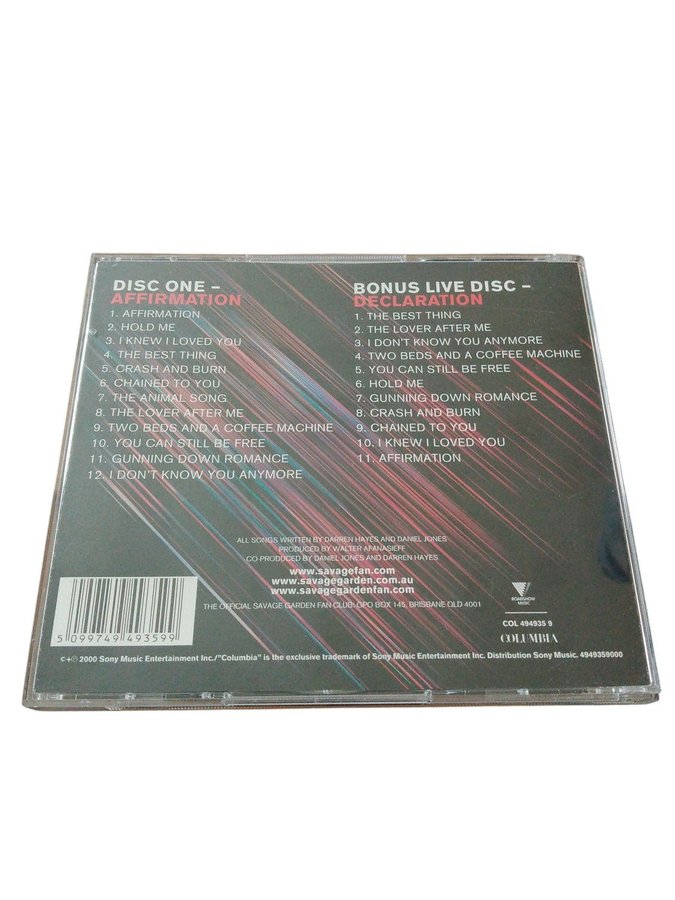 DISC ONE –
AFFIRMATION
1. AFFIRMATION
2. HOLD ME
3. I KNEW I LOVED YOU
4. THE BEST THING
5. CRASH AND BURN
6. CHAINED TO YOU
7. THE ANIMAL SONG
8. THE LOVER AFTER ME
9. TWO BEDS AND A COFFEE MACHINE
10. YOU CAN STILL BE FREE
11. GUNNING DOWN ROMANCE
12. I DON'T KNOW YOU ANYMORE
BONUS LIVE DISC –
DECLARATION
1. THE BEST THING
2. THE LOVER AFTER ME
3. I DON'T KNOW YOU ANYMORE
4. TWO BEDS AND A COFFEE MACHINE
5. YOU CAN STILL BE FREE
6. HOLD ME
7. GUNNING DOWN ROMANCE
8. CRASH AND BURN
9. CHAINED TO YOU
10. I KNEW I LOVED YOU
11. AFFIRMATION
ALL SONGS WRITTEN BY DARREN HAYES AND DANIEL JONES
PRODUCED BY WALTER AFANASIEFF
CO-PRODUCED BY DANIEL JONES AND DARREN HAYES
www.savagefan.com
www.savagegarden.com.au
www.savagegardenfan.com
THE OFFICIAL SAVAGE GARDEN FAN CLUB: GPO BOX 145, BRISBANE QLD 4001
5 099749 493599
ROADSHOW
MUSIC
COL 494935 9
COLUMBIA
©+℗ 2000 Sony Music Entertainment Inc./"Columbia" is the exclusive trademark of Sony Music Entertainment Inc. Distribution Sony Music. 4949359000